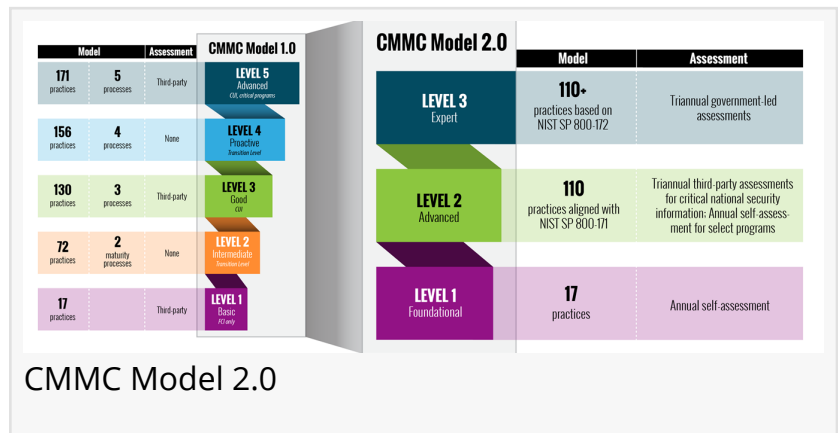 Model Assessment CMMC Model 1.0
171 5 Third-party LEVEL 5
practices processes Advanced
CUI, critical programs
156 4 None LEVEL 4
practices processes Proactive
Transition Level
130 3 Third-party LEVEL 3
practices processes Good
CUI
72 2 None LEVEL 2
practices maturity Intermediate
processes Transition Level
17 Third-party LEVEL 1
practices Basic
FCI only
CMMC Model 2.0 Model Assessment
LEVEL 3
Expert
110+
practices based on
NIST SP 800-172
Triannual government-led
assessments
LEVEL 2
Advanced
110
practices aligned with
NIST SP 800-171
Triannual third-party assessments
for critical national security
information: Annual self-assess-
ment for select programs
LEVEL 1
Foundational
17
practices
Annual self-assessment
CMMC Model 2.0